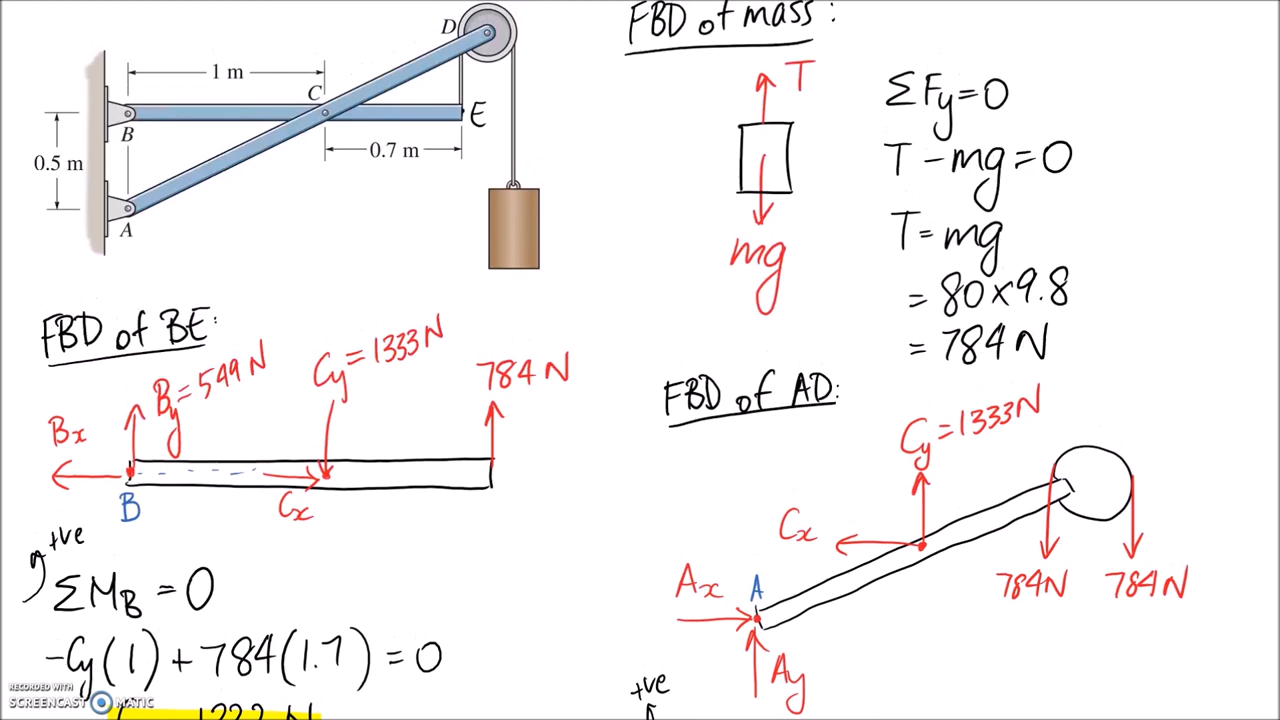 D
1 m
C
E
B
0.5 m
0.7 m
A
FBD of mass:
T
mg
ΣFy=0
T - mg = 0
T = mg
= 80×9.8
= 784 N
FBD of BE:
By = 549 N
Cy = 1333 N
784 N
Bx
Cx
B
+ve
ΣMB = 0
-Cy(1) + 784(1.7) = 0
FBD of AD:
Cy = 1333 N
Cx
784N
784N
Ax
A
Ay
+ve
RECORDED WITH
SCREENCAST MATIC